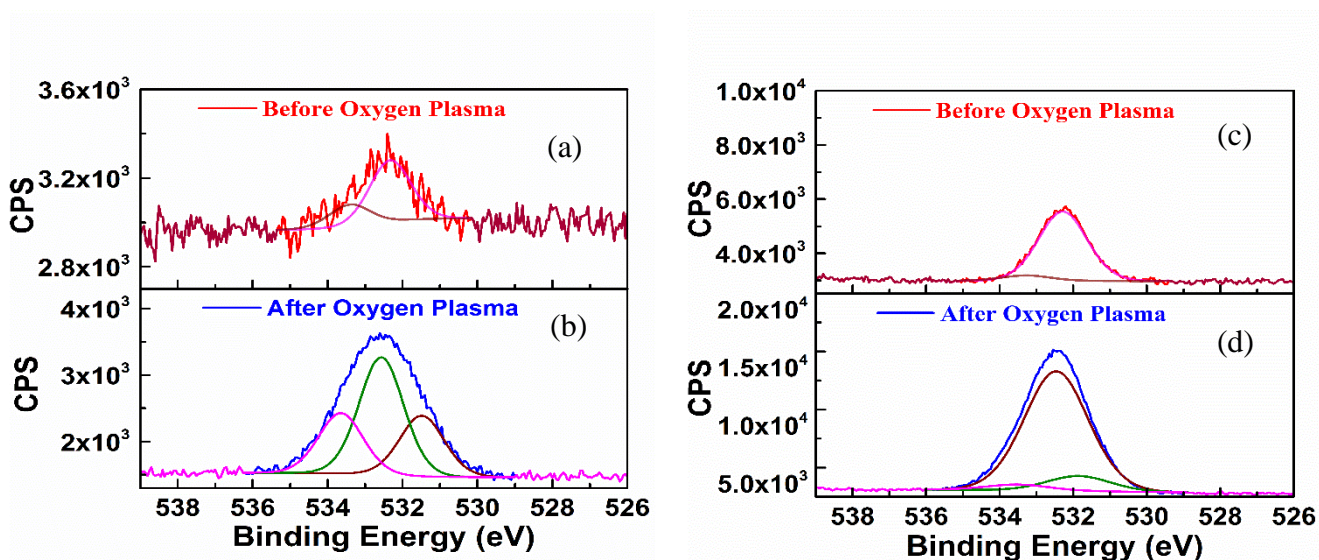 3.6x10³
Before Oxygen Plasma
(a)
3.2x10³
CPS
2.8x10³
4x10³
After Oxygen Plasma
(b)
3x10³
CPS
2x10³
538 536 534 532 530 528 526
Binding Energy (eV)
1.0x10⁴
Before Oxygen Plasma
(c)
8.0x10³
CPS
6.0x10³
4.0x10³
2.0x10⁴
After Oxygen Plasma
(d)
1.5x10⁴
CPS
1.0x10⁴
5.0x10³
538 536 534 532 530 528 526
Binding Energy (eV)